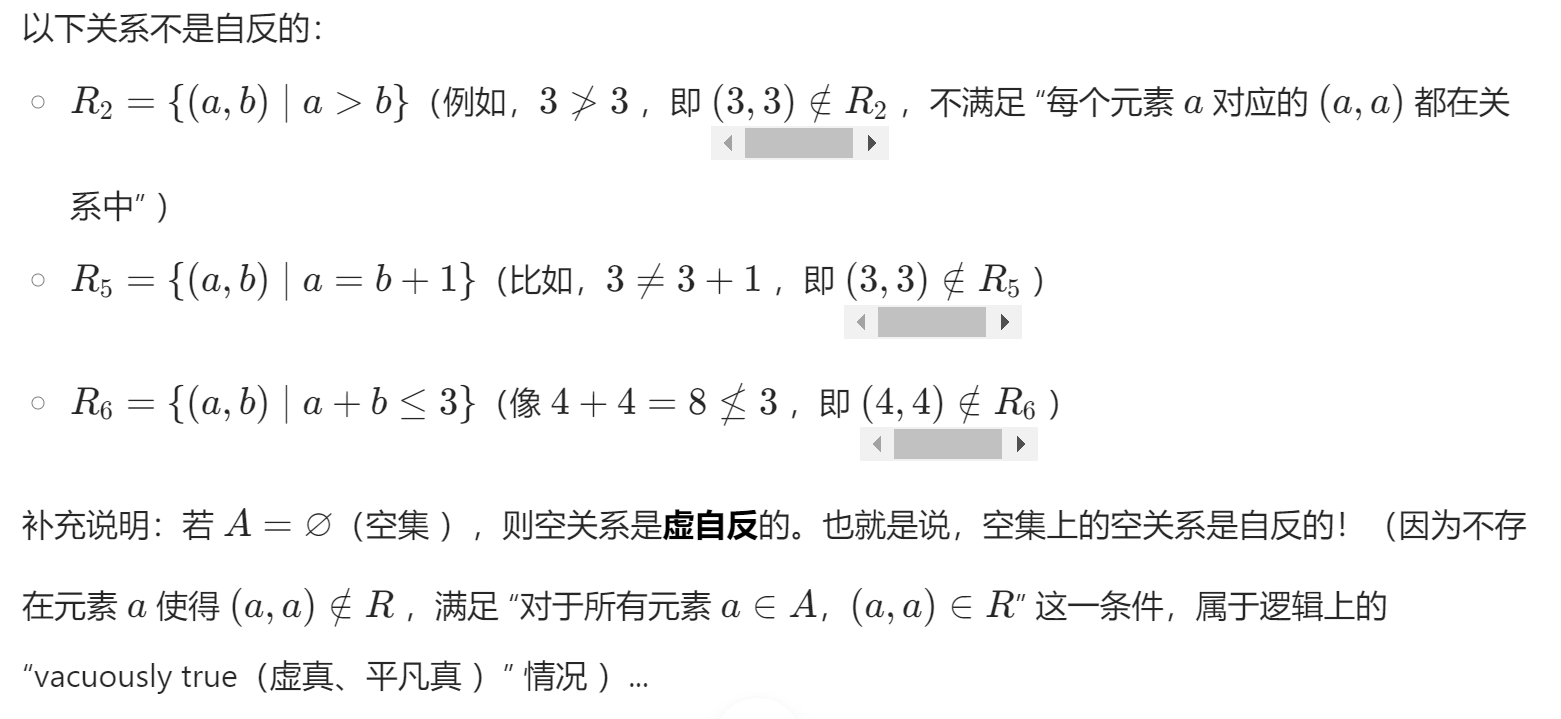 以下关系不是自反的：
○ R₂ = {(a, b) ∣ a > b}（例如，3 ≯ 3 ，即 (3, 3) ∉ R₂ ，不满足 “每个元素 a 对应的 (a, a) 都在关
系中” ）
○ R₅ = {(a, b) ∣ a = b + 1}（比如，3 ≠ 3 + 1 ，即 (3, 3) ∉ R₅ ）
○ R₆ = {(a, b) ∣ a + b ≤ 3}（像 4 + 4 = 8 ≰ 3 ，即 (4, 4) ∉ R₆ ）
补充说明：若 A = ∅（空集 ），则空关系是虚自反的。也就是说，空集上的空关系是自反的！（因为不存
在元素 a 使得 (a, a) ∉ R ，满足 “对于所有元素 a ∈ A，(a, a) ∈ R” 这一条件，属于逻辑上的
“vacuously true（虚真、平凡真 ）” 情况 ）...